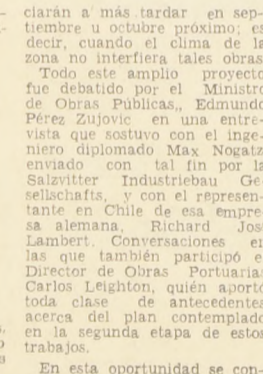 ciarán a más tardar en sep-
tiembre u octubre próximo; es
decir, cuando el clima de la
zona no interfiera tales obras
Todo este amplio proyecto
fue debatido por el Ministro
de Obras Públicas,, Edmundo
Pérez Zujovic en una entre-
vista que sostuvo con el inge-
niero diplomado Max Nogatz
enviado con tal fin por la
Salzvitter Industriebau Ge
sellschafts, y con el represen-
tante en Chile de esa empre
sa alemana, Richard Jos
Lambert. Conversaciones en
las que también participó e
Director de Obras Portuaria
Carlos Leighton, quién aportó
toda clase de antecedente
acerca del plan contemplado
en la segunda etapa de estos
trabajos.
En esta oportunidad se con-